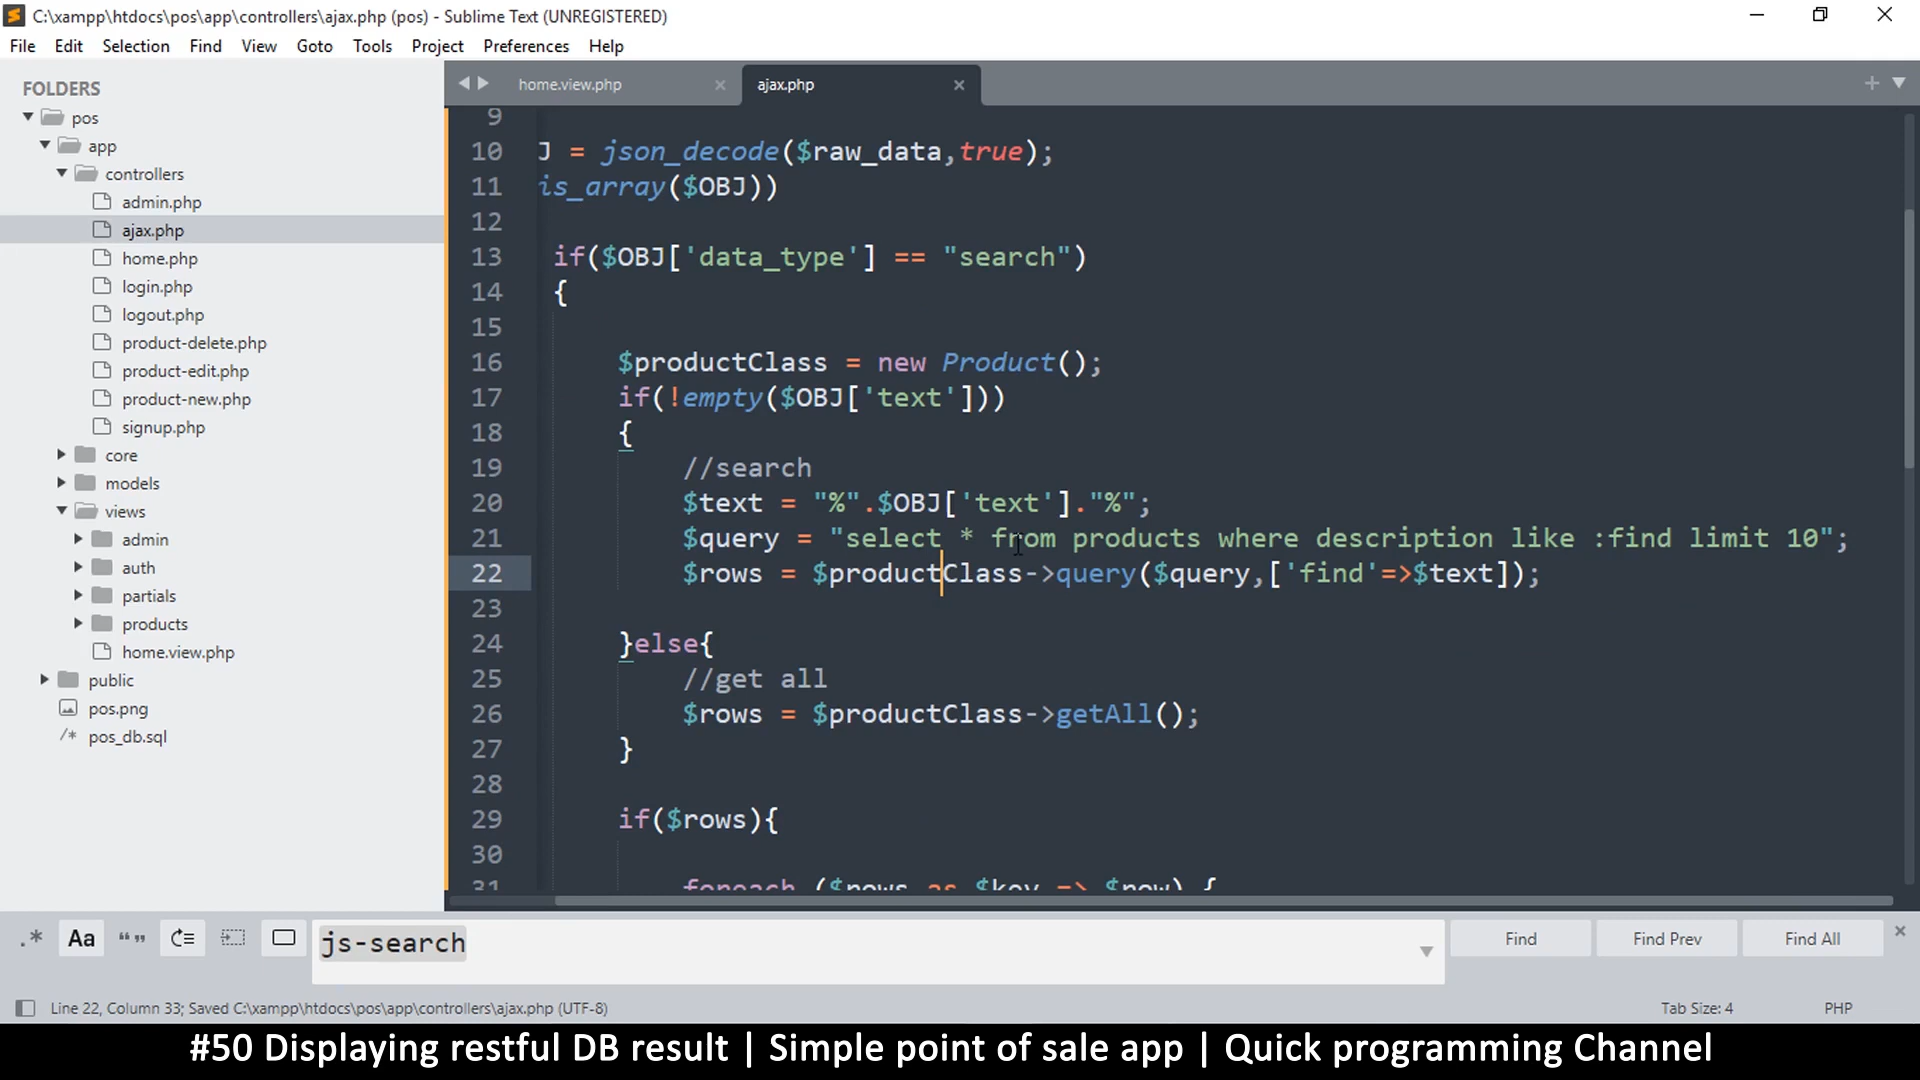 C:\xampp\htdocs\pos\app\controllers\ajax.php (pos) - Sublime Text (UNREGISTERED)
File Edit Selection Find View Goto Tools Project Preferences Help
FOLDERS
pos
app
controllers
admin.php
ajax.php
home.php
login.php
logout.php
product-delete.php
product-edit.php
product-new.php
signup.php
core
models
views
admin
auth
partials
products
home.view.php
public
pos.png
/* pos_db.sql
home.view.php × ajax.php ×
9
10 J = json_decode($raw_data,true);
11 is_array($OBJ))
12
13 if($OBJ['data_type'] == "search")
14 {
15
16 $productClass = new Product();
17 if(!empty($OBJ['text']))
18 {
19 //search
20 $text = "%".$OBJ['text']."%";
21 $query = "select * from products where description like :find limit 10";
22 $rows = $productClass->query($query,['find'=>$text]);
23
24 }else{
25 //get all
26 $rows = $productClass->getAll();
27 }
28
29 if($rows){
30
31 foreach ($rows as $key => $row) {
.* Aa “” js-search Find Find Prev Find All ×
Line 22, Column 33; Saved C:\xampp\htdocs\pos\app\controllers\ajax.php (UTF-8) Tab Size: 4 PHP
#50 Displaying restful DB result | Simple point of sale app | Quick programming Channel